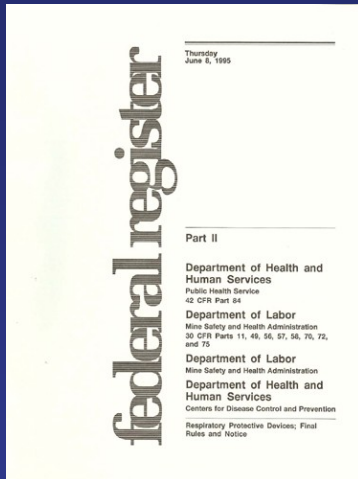 federal register
Thursday
June 8, 1995
Part II
Department of Health and
Human Services
Public Health Service
42 CFR Part 84
Department of Labor
Mine Safety and Health Administration
30 CFR Parts 11, 49, 56, 57, 58, 70, 72,
and 75
Department of Labor
Mine Safety and Health Administration
Department of Health and
Human Services
Centers for Disease Control and Prevention
Respiratory Protective Devices; Final
Rules and Notice